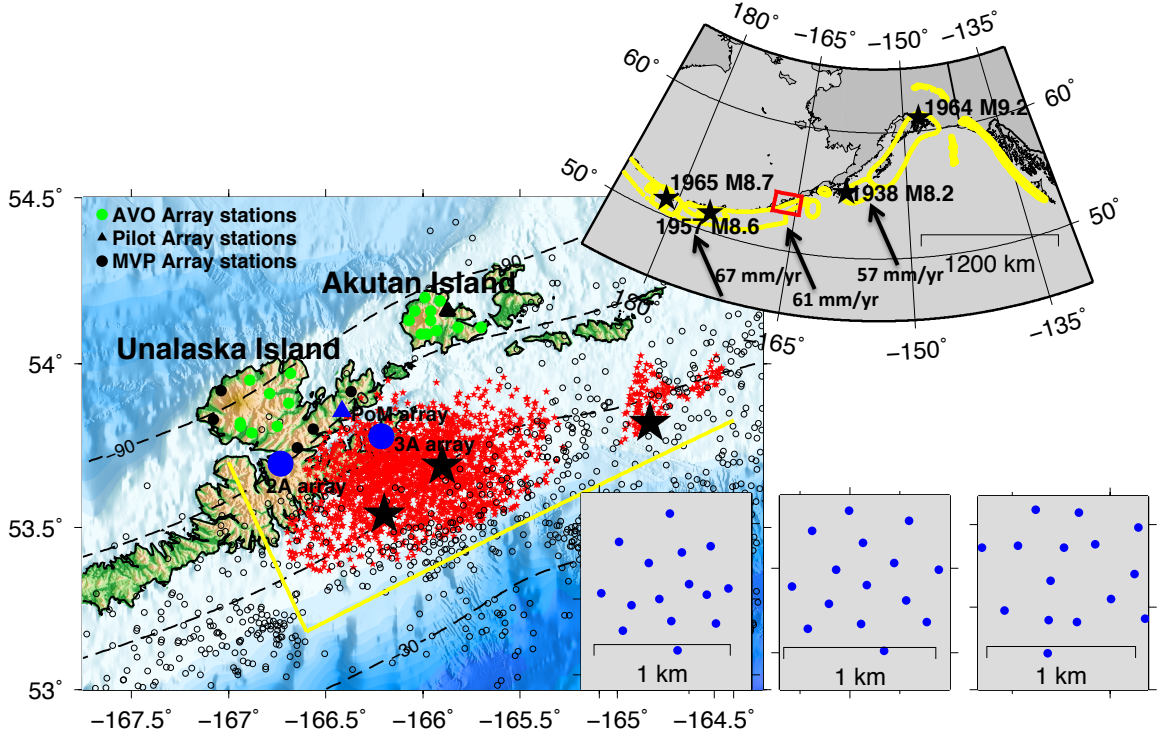 180˚
−165˚
−150˚
−135˚
60˚
60˚
1964 M9.2
50˚
1965 M8.7
1938 M8.2
1957 M8.6
50˚
67 mm/yr
57 mm/yr
1200 km
61 mm/yr
−165˚
−150˚
−135˚
54.5˚
AVO Array stations
Pilot Array stations
MVP Array stations
−90
Akutan Island
Unalaska Island
54˚
PoM array
−90
3A array
2A array
53.5˚
−30
1 km
1 km
1 km
53˚
−167.5˚
−167˚
−166.5˚
−166˚
−165.5˚
−165˚
−164.5˚